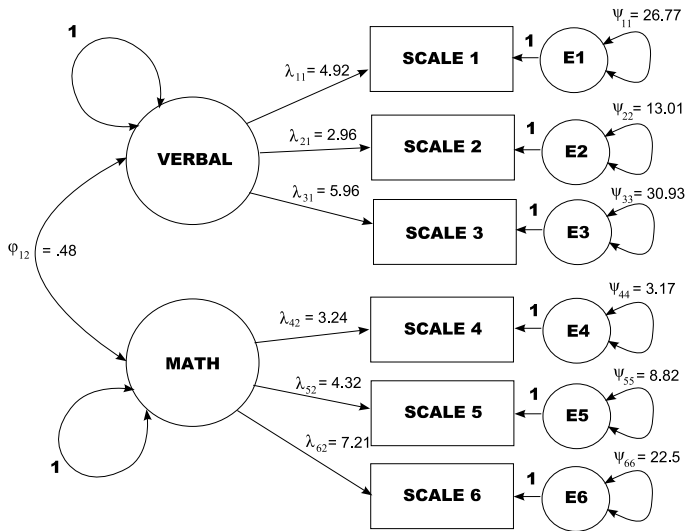 1
VERBAL
λ11 = 4.92
SCALE 1
1
E1
Ψ11 = 26.77
λ21 = 2.96
SCALE 2
1
E2
Ψ22 = 13.01
λ31 = 5.96
SCALE 3
1
E3
Ψ33 = 30.93
φ12 = .48
MATH
1
λ42 = 3.24
SCALE 4
1
E4
Ψ44 = 3.17
λ52 = 4.32
SCALE 5
1
E5
Ψ55 = 8.82
λ62 = 7.21
SCALE 6
1
E6
Ψ66 = 22.5